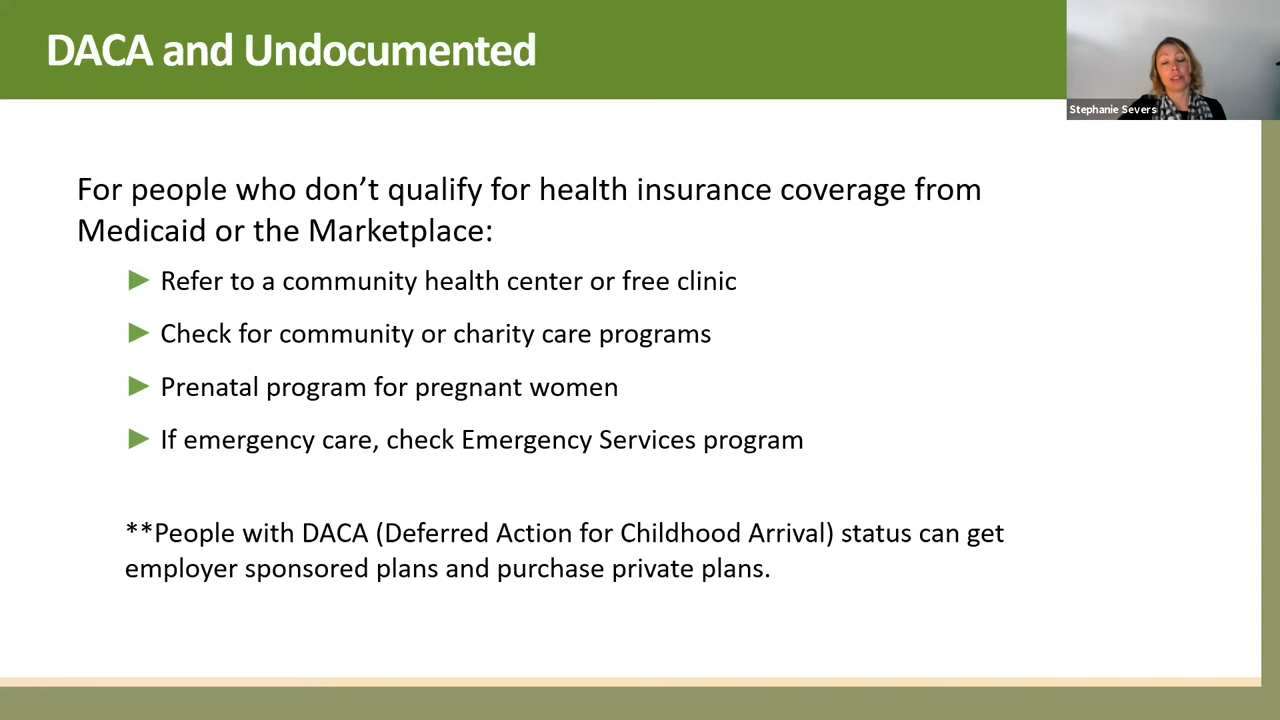 DACA and Undocumented
Stephanie Severs
For people who don’t qualify for health insurance coverage from
Medicaid or the Marketplace:
Refer to a community health center or free clinic
Check for community or charity care programs
Prenatal program for pregnant women
If emergency care, check Emergency Services program
**People with DACA (Deferred Action for Childhood Arrival) status can get
employer sponsored plans and purchase private plans.